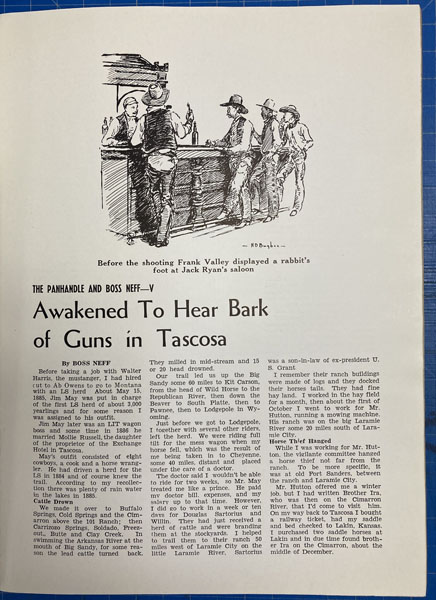 H D Bugbee
Before the shooting Frank Valley displayed a rabbit's
foot at Jack Ryan's saloon
THE PANHANDLE AND BOSS NEFF—V
Awakened To Hear Bark
of Guns in Tascosa
By BOSS NEFF
Before taking a job with Walter
Harris, the mustanger, I had hired
out to Ab Owens to go to Montana
with an LS herd. About May 15,
1885, Jim May was put in charge
of the first LS herd of about 3,000
yearlings and for some reason I
was assigned to his outfit.
Jim May later was an LIT wagon
boss and some time in 1886 he
married Mollie Russell, the daughter
of the proprietor of the Exchange
Hotel in Tascosa.
May's outfit consisted of eight
cowboys, a cook and a horse wrang-
ler. He had driven a herd for the
LS in 1884 and of course knew the
trail. According to my recollec-
tion there was plenty of rain water
in the lakes in 1885.
Cattle Drown
We made it over to Buffalo
Springs, Cold Springs and the Cim-
arron above the 101 Ranch; then
Carrizozo Springs, Soldado, Freez-
out, Butte and Clay Creek. In
swimming the Arkansas River at the
mouth of Big Sandy, for some rea-
son the lead cattle turned back.
They milled in mid-stream and 15
or 20 head drowned.
Our trail led us up the Big
Sandy some 60 miles to Kit Carson,
from the head of Wild Horse to the
Republican River, then down the
Beaver to South Platte, then to
Pawnee, then to Lodgepole in Wy-
oming.
Just before we got to Lodgepole,
I together with several other riders,
left the herd. We were riding full
tilt for the mess wagon when my
horse fell, which was the result of
me being taken in to Cheyenne,
some 40 miles distant and placed
under the care of a doctor.
The doctor said I wouldn't be able
to ride for two weeks, so Mr. May
treated me like a prince. He paid
my doctor bill, expenses, and my
salary up to that time. However,
I did so to work in a week or ten
days for Douglas Sartorius and
Willin. They had just received a
herd of cattle and were branding
them at the stockyards. I helped
to trail them to their ranch 50
miles west of Laramie City on the
little Laramie River, Sartorius
was a son-in-law of ex-president U.
S. Grant.
I remember their ranch buildings
were made of logs and they docked
their horses tails. They had fine
hay land. I worked in the hay field
for a month, then about the first of
October I went to work for Mr.
Hutton, running a mowing machine.
His ranch was on the big Laramie
River some 20 miles south of Lara-
mie City.
Horse Thief Hanged
While I was working for Mr. Hut-
ton, the vigilante committee hanged
a horse thief not far from the
ranch. To be more specific, it
was at old Fort Sanders, between
the ranch and Laramie City.
Mr. Hutton offered me a winter
job, but I had written Brother Ira,
who was then on the Cimarron
River, that I'd come to visit him.
On my way back to Tascosa I bought
a railway ticket, had my saddle
and bed checked to Lakin, Kansas.
I purchased two saddle horses at
Lakin and in due time found broth-
er Ira on the Cimarron, about the
middle of December.